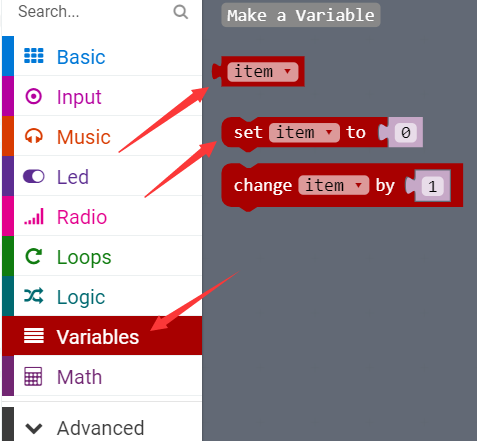 Search...
Basic
Input
Music
Led
Radio
Loops
Logic
Variables
Math
Advanced
Make a Variable
item
set item to 0
change item by 1